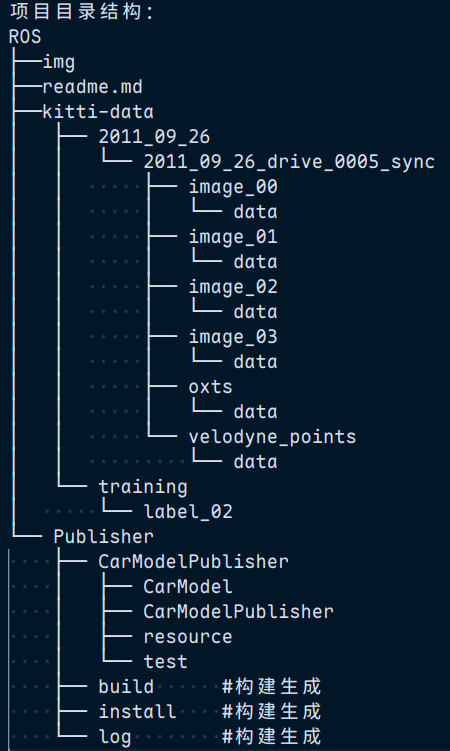 项目目录结构：
ROS
├──img
├──readme.md
├──kitti-data
│   ├── 2011_09_26
│   │   └── 2011_09_26_drive_0005_sync
│   │       ├── image_00
│   │       │   └── data
│   │       ├── image_01
│   │       │   └── data
│   │       ├── image_02
│   │       │   └── data
│   │       ├── image_03
│   │       │   └── data
│   │       ├── oxts
│   │       │   └── data
│   │       └── velodyne_points
│   │           └── data
│   └── training
│       └── label_02
└── Publisher
    ├── CarModelPublisher
    │   ├── CarModel
    │   ├── CarModelPublisher
    │   ├── resource
    │   └── test
    ├── build      #构建生成
    ├── install    #构建生成
    └── log        #构建生成